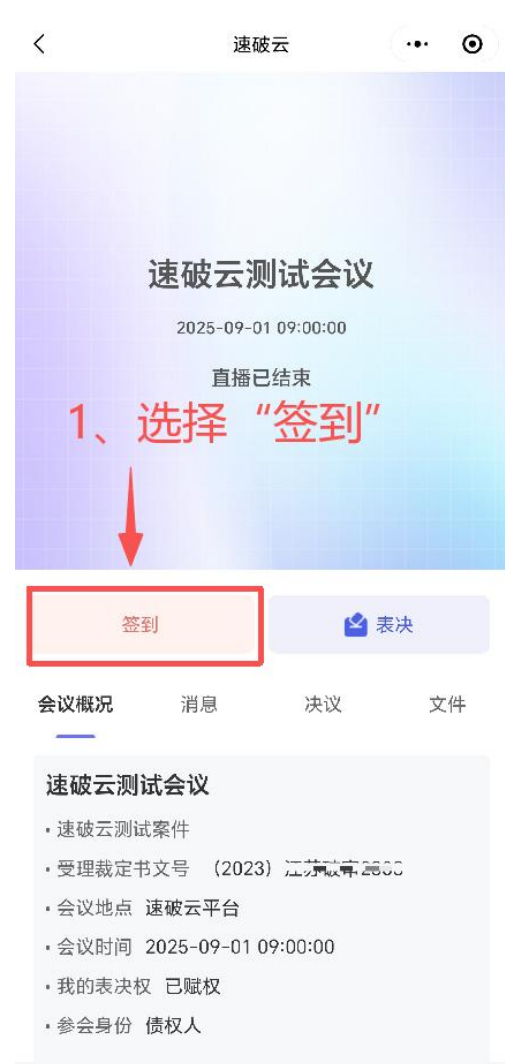 速破云
速破云测试会议
2025-09-01 09:00:00
直播已结束
1、选择“签到”
签到
表决
会议概况 消息 决议 文件
速破云测试会议
• 速破云测试案件
• 受理裁定书文号 （2023）
• 会议地点 速破云平台
• 会议时间 2025-09-01 09:00:00
• 我的表决权 已赋权
• 参会身份 债权人